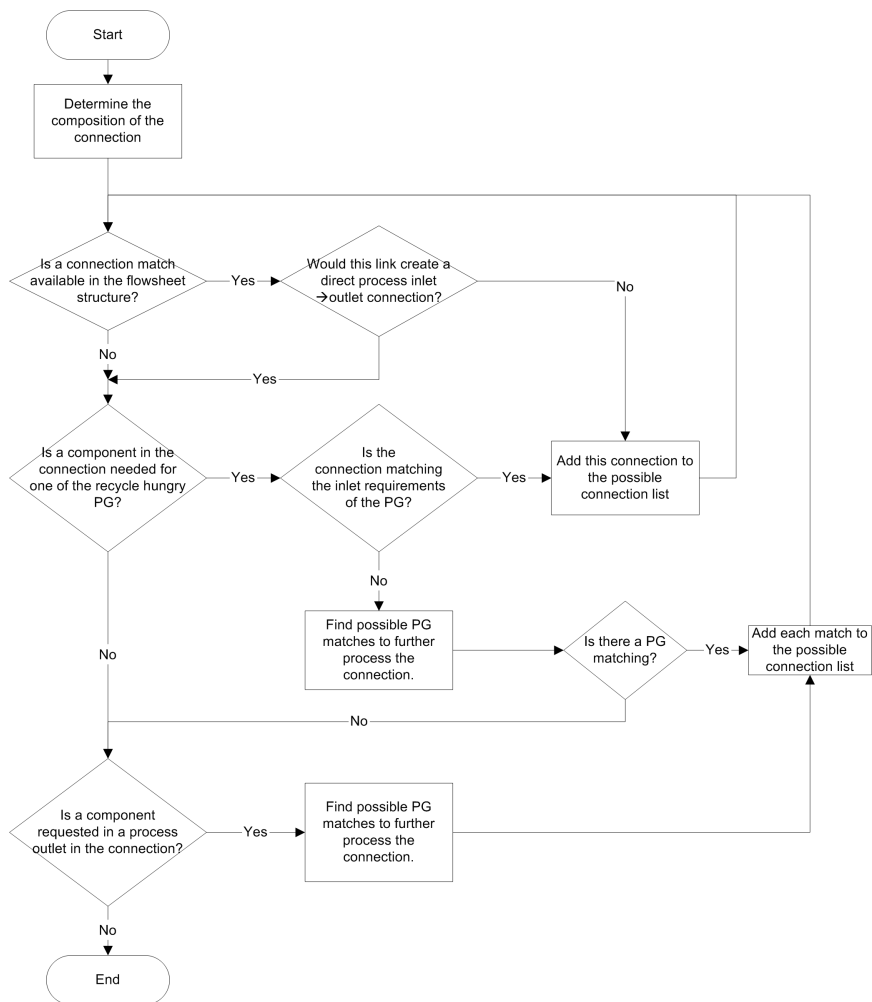 Start
Determine the
composition of the
connection
Is a connection match
available in the flowsheet
structure?
Yes
Would this link create a
direct process inlet
→outlet connection?
No
No
Yes
Is a component in the
connection needed for
one of the recycle hungry
PG?
Yes
Is the
connection matching
the inlet requirements
of the PG?
Yes
Add this connection to
the possible
connection list
No
No
Find possible PG
matches to further
process the
connection.
Is there a PG
matching?
Yes
Add each match to
the possible
connection list
No
Is a component
requested in a process
outlet in the connection?
Yes
Find possible PG
matches to further
process the
connection.
No
End